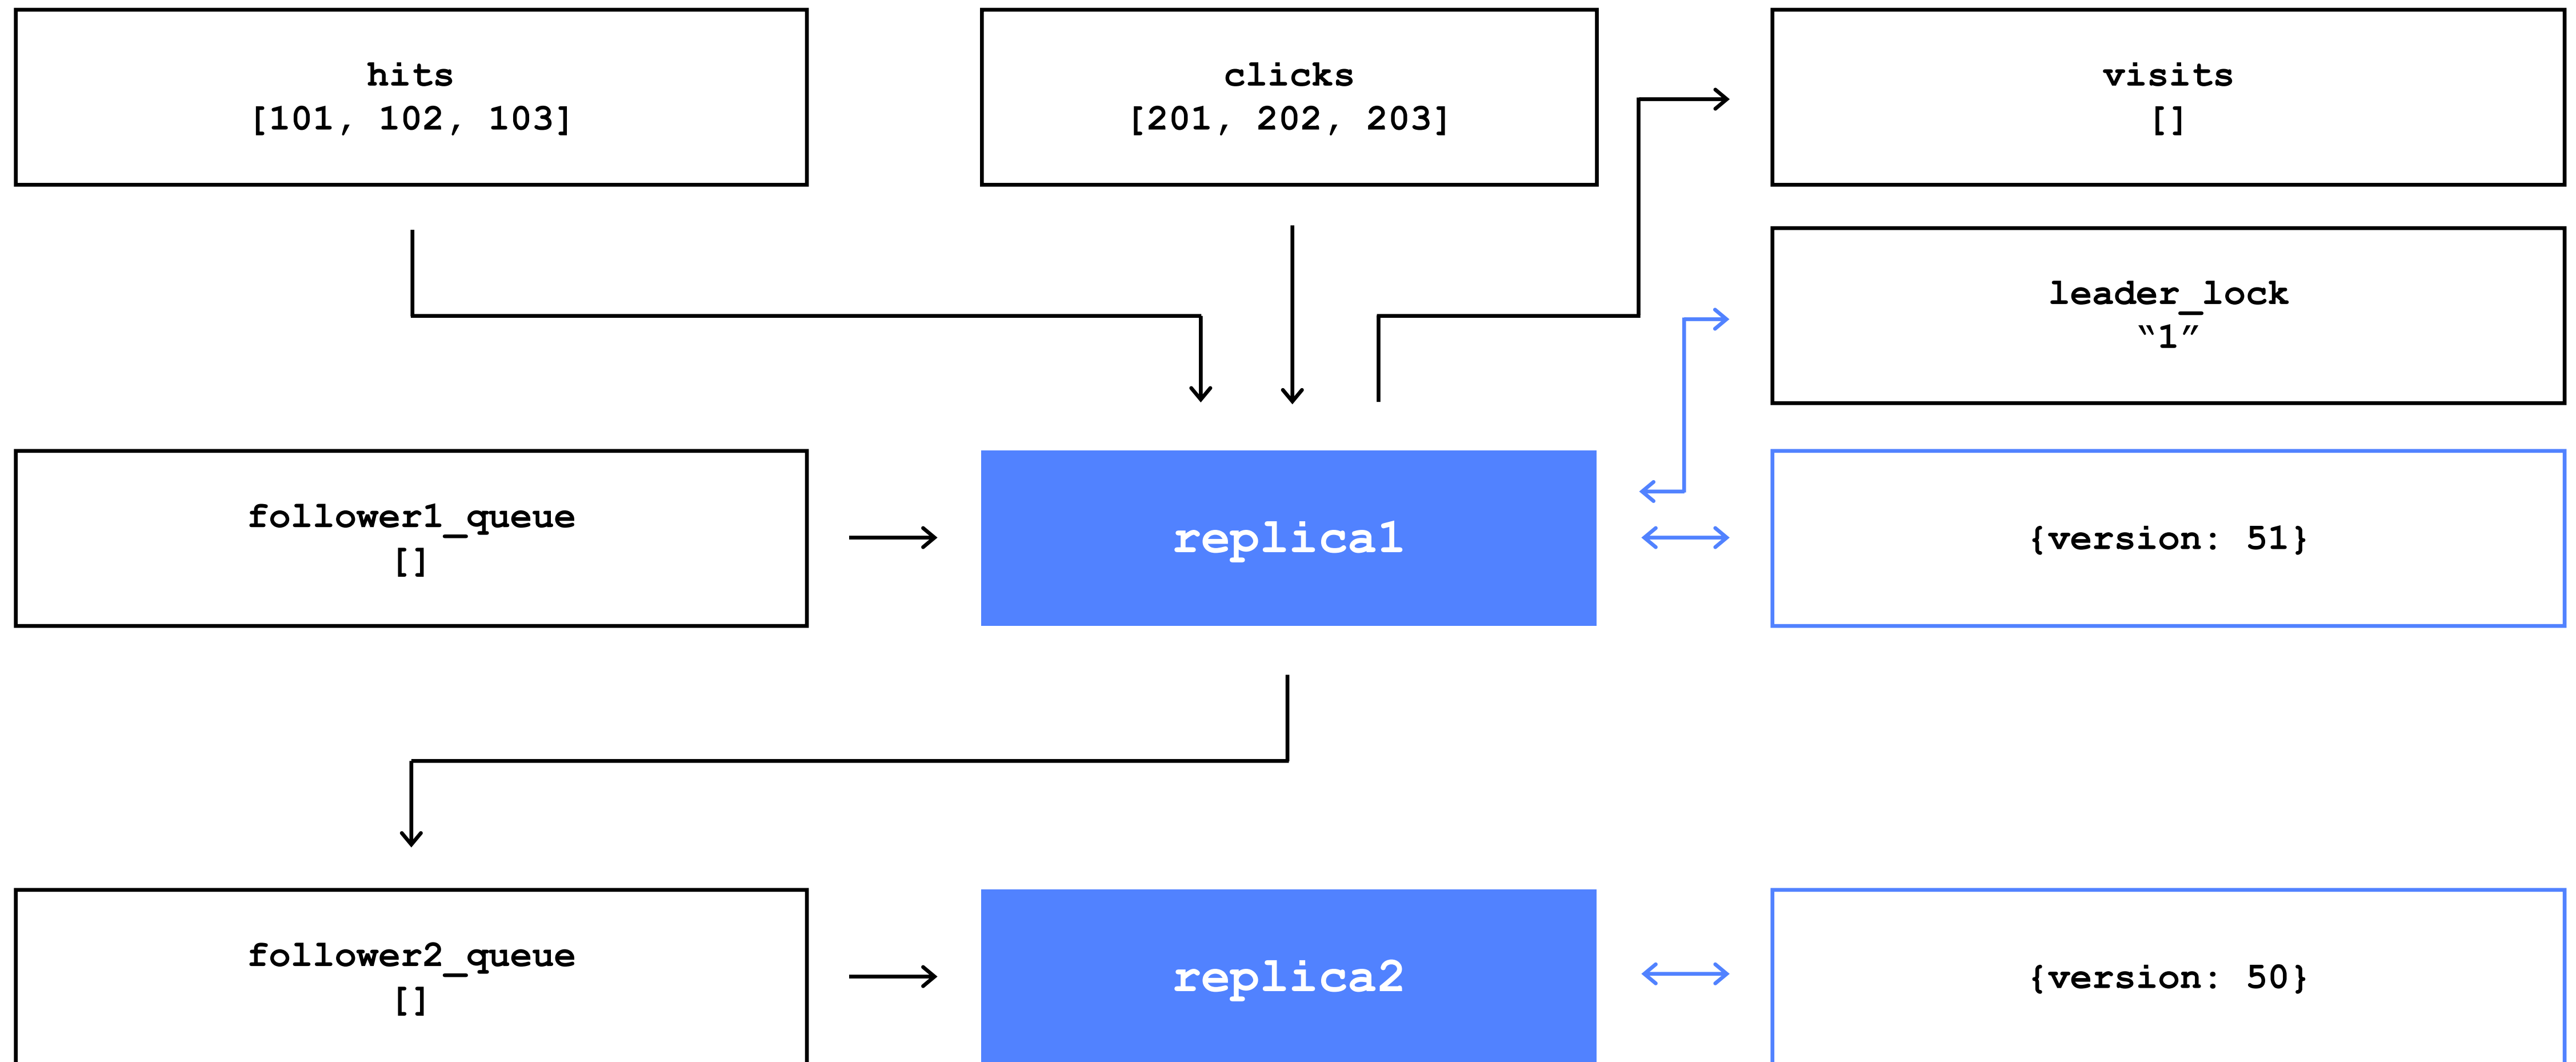 hits
[101, 102, 103]
clicks
[201, 202, 203]
visits
[]
leader_lock
“1”
follower1_queue
[]
replica1
{version: 51}
follower2_queue
[]
replica2
{version: 50}